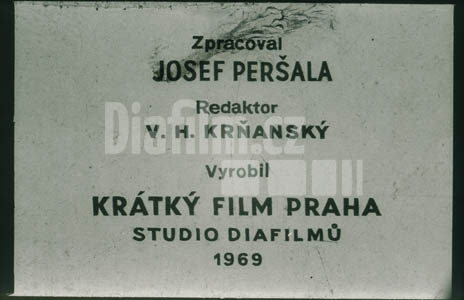 Zpracoval
JOSEF PERŠALA
Redaktor
V. H. KRŇANSKÝ
Diafilm.cz
Vyrobil
KRÁTKÝ FILM PRAHA
STUDIO DIAFILMŮ
1969